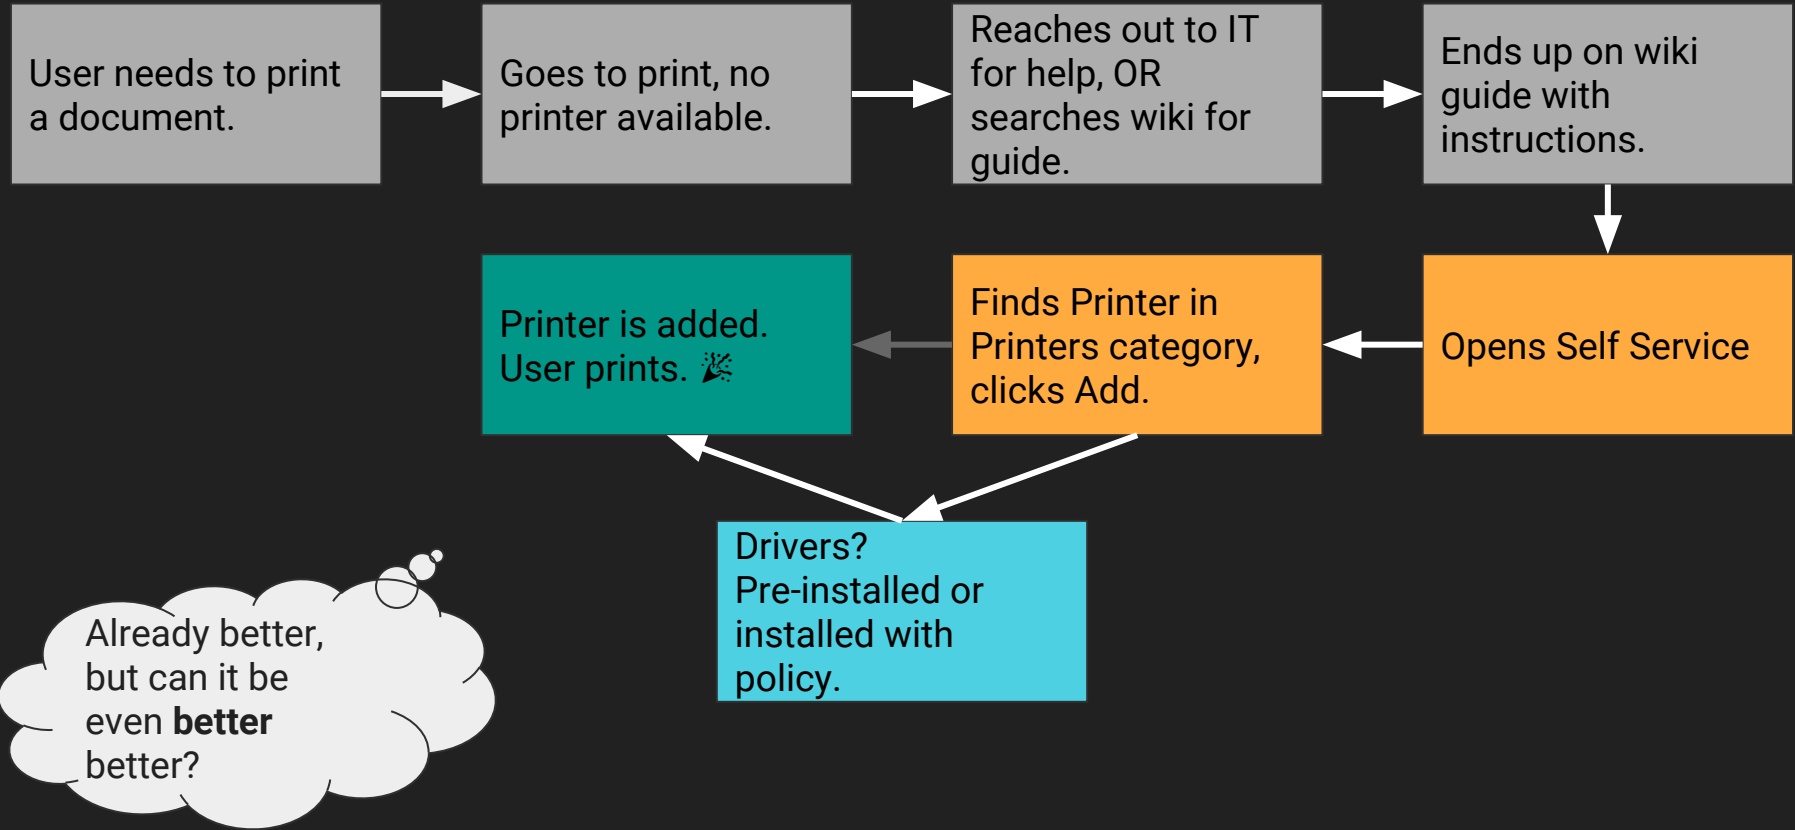 User needs to print
a document.
Goes to print, no
printer available.
Reaches out to IT
for help, OR
searches wiki for
guide.
Ends up on wiki
guide with
instructions.
Opens Self Service
Finds Printer in
Printers category,
clicks Add.
Printer is added.
User prints. 🎉
Drivers?
Pre-installed or
installed with
policy.
Already better,
but can it be
even better
better?